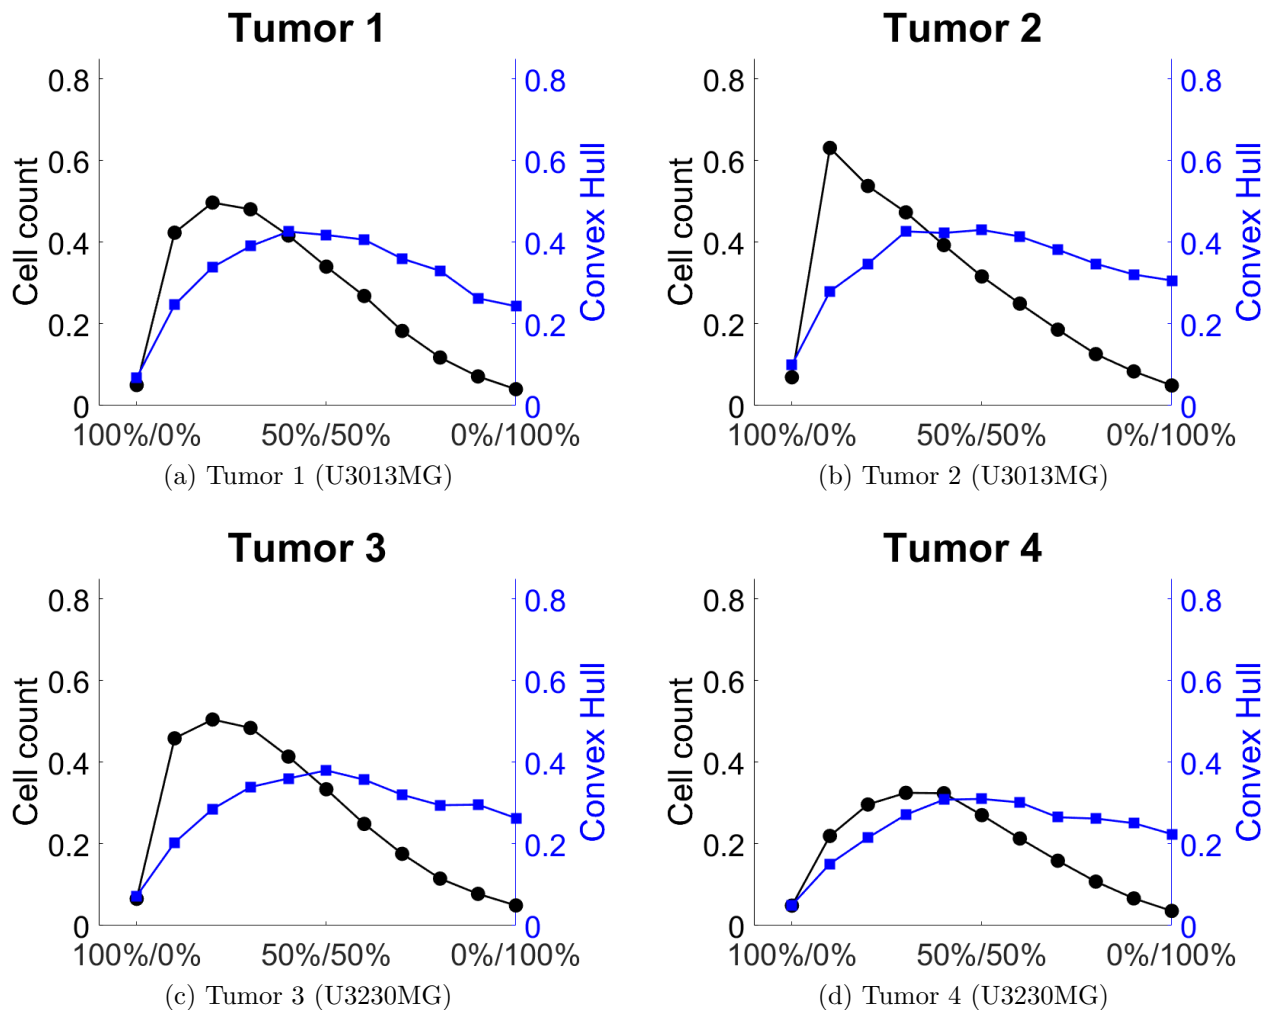 Tumor 1
0.8
0.6
0.4
0.2
0
Cell count
0.8
0.6
0.4
0.2
0
Convex Hull
100%/0% 50%/50% 0%/100%
(a) Tumor 1 (U3013MG)
Tumor 2
0.8
0.6
0.4
0.2
0
Cell count
0.8
0.6
0.4
0.2
0
Convex Hull
100%/0% 50%/50% 0%/100%
(b) Tumor 2 (U3013MG)
Tumor 3
0.8
0.6
0.4
0.2
0
Cell count
0.8
0.6
0.4
0.2
0
Convex Hull
100%/0% 50%/50% 0%/100%
(c) Tumor 3 (U3230MG)
Tumor 4
0.8
0.6
0.4
0.2
0
Cell count
0.8
0.6
0.4
0.2
0
Convex Hull
100%/0% 50%/50% 0%/100%
(d) Tumor 4 (U3230MG)